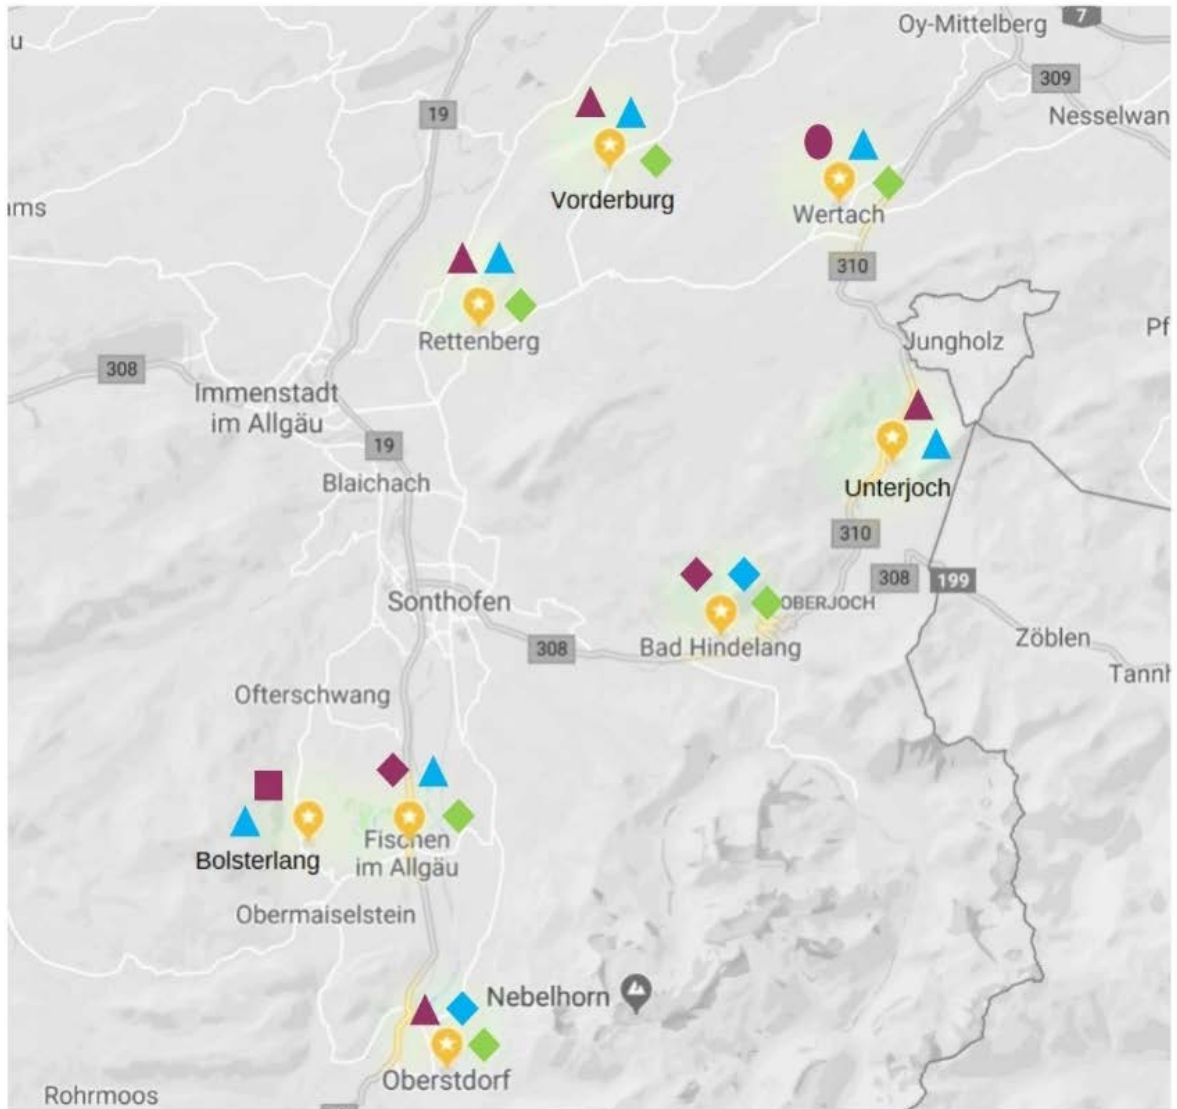 Oy-Mittelberg
7
u
309
19
Nesselwan
Vorderburg
ams
Wertach
310
Rettenberg
Jungholz
Pf
308
Immenstadt
im Allgäu
19
Blaichach
Unterjoch
310
308
199
Sonthofen
OBERJOCH
308
Bad Hindelang
Zöblen
Tannh
Ofterschwang
Fischen
im Allgäu
Bolsterlang
Obermaiselstein
Nebelhorn
Oberstdorf
Rohrmoos